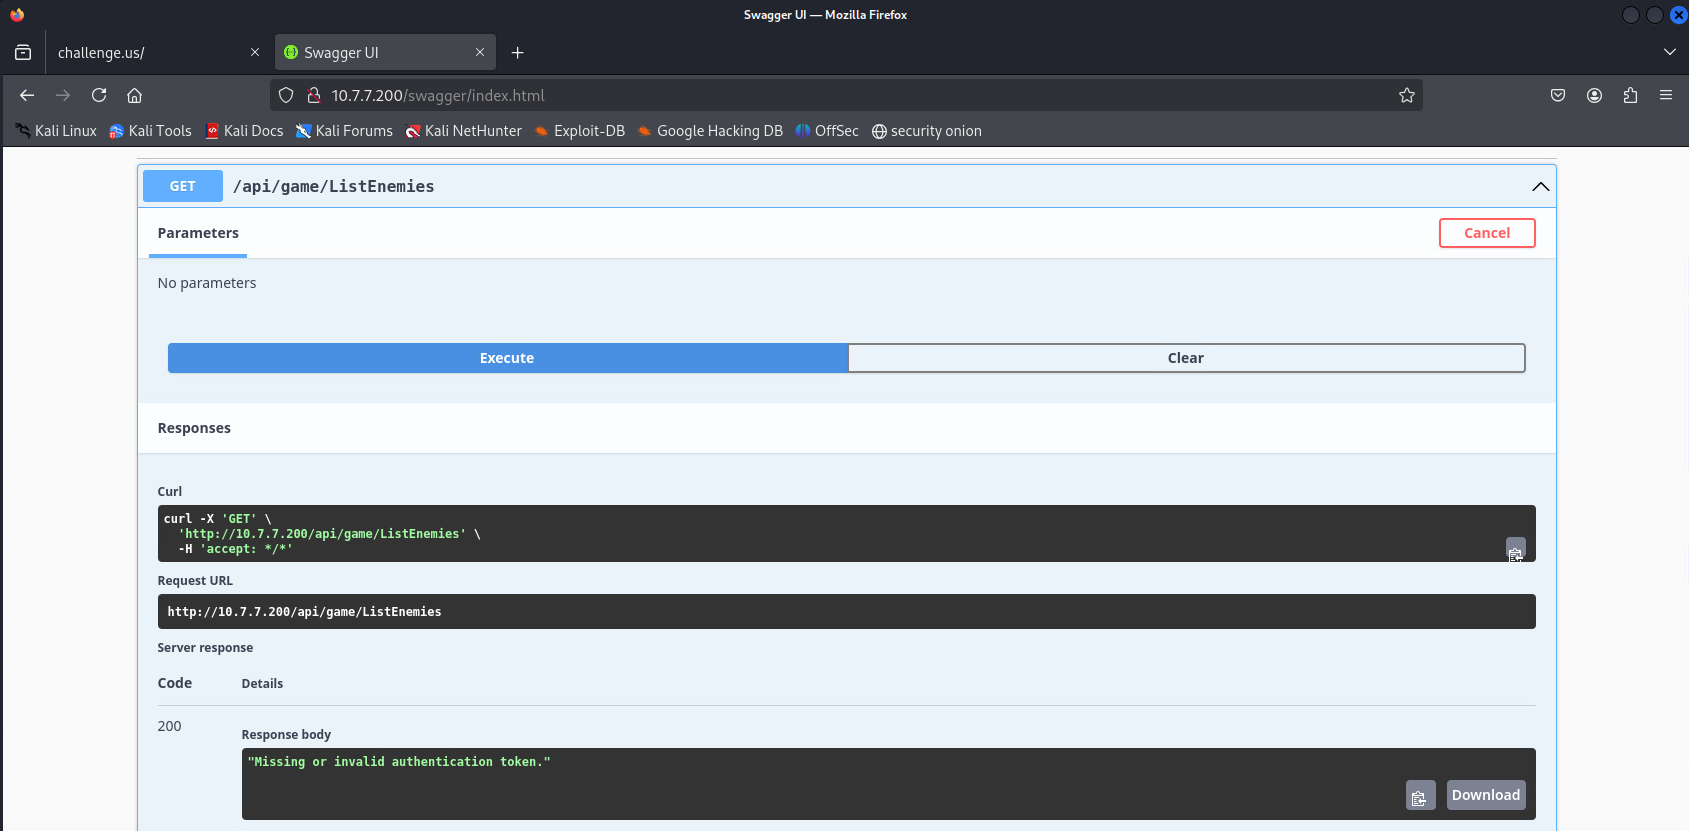 Swagger UI — Mozilla Firefox
challenge.us/
Swagger UI
10.7.7.200/swagger/index.html
Kali Linux Kali Tools Kali Docs Kali Forums Kali NetHunter Exploit-DB Google Hacking DB OffSec security onion
GET /api/game/ListEnemies
Parameters
Cancel
No parameters
Execute
Clear
Responses
Curl
curl -X 'GET' \
'http://10.7.7.200/api/game/ListEnemies' \
-H 'accept: */*'
Request URL
http://10.7.7.200/api/game/ListEnemies
Server response
Code Details
200
Response body
"Missing or invalid authentication token."
Download